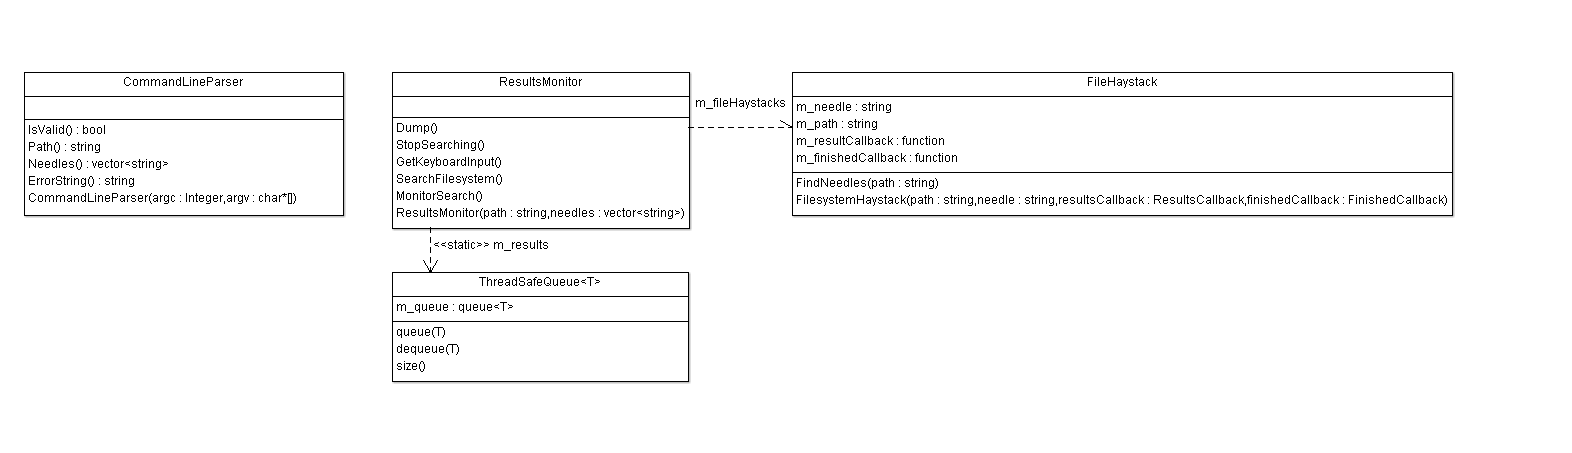 CommandLineParser
IsValid() : bool
Path() : string
Needles() : vector<string>
ErrorString() : string
CommandLineParser(argc : Integer,argv : char*[])
ResultsMonitor
Dump()
StopSearching()
GetKeyboardInput()
SearchFilesystem()
MonitorSearch()
ResultsMonitor(path : string,needles : vector<string>)
m_fileHaystacks
FileHaystack
m_needle : string
m_path : string
m_resultCallback : function
m_finishedCallback : function
FindNeedles(path : string)
FilesystemHaystack(path : string,needle : string,resultsCallback : ResultsCallback,finishedCallback : FinishedCallback)
<<static>> m_results
ThreadSafeQueue<T>
m_queue : queue<T>
queue(T)
dequeue(T)
size()